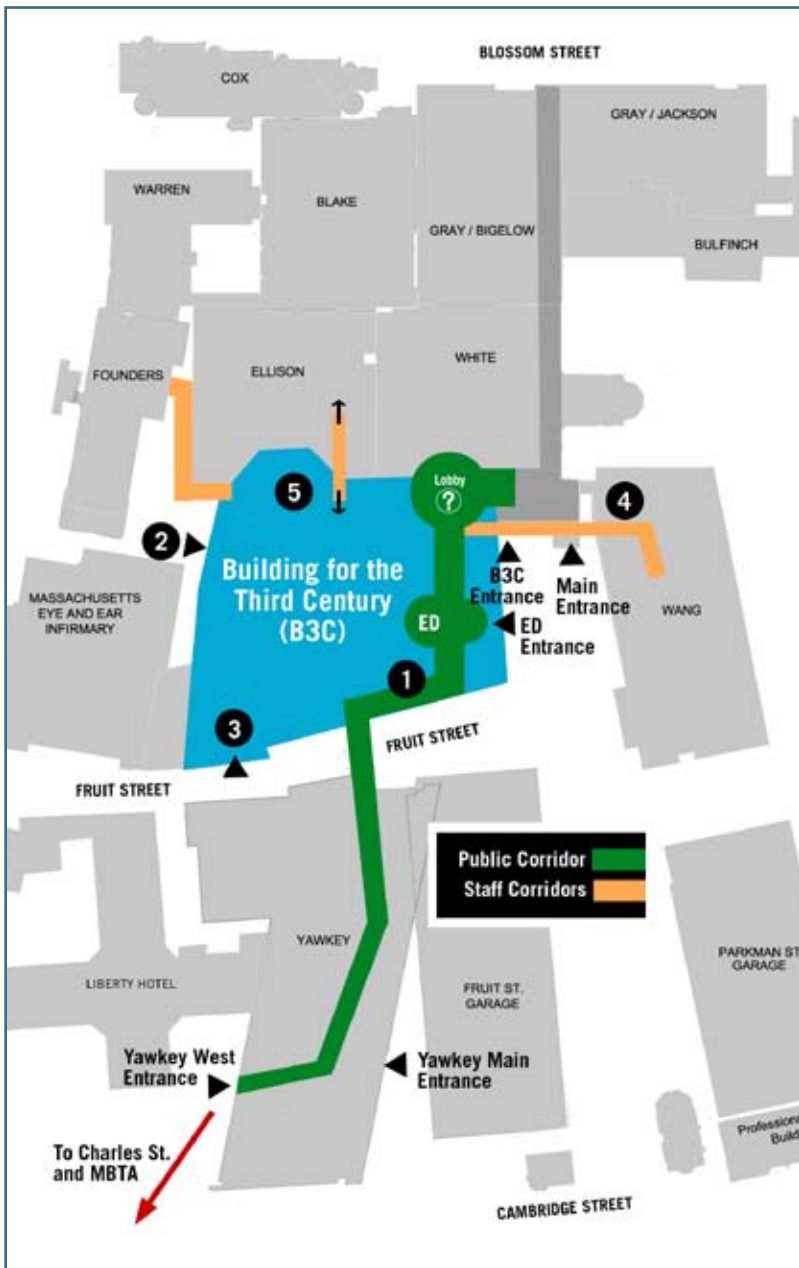 BLOSSOM STREET
COX
GRAY / JACKSON
WARREN
BLAKE
GRAY / BIGELOW
BULFINCH
FOUNDERS
ELLISON
WHITE
Lobby
?
5
4
2
Building for the
Third Century
(B3C)
B3C
Entrance
Main
Entrance
MASSACHUSETTS
EYE AND EAR
INFIRMARY
WANG
ED
ED
Entrance
1
3
FRUIT STREET
FRUIT STREET
Public Corridor
Staff Corridors
YAWKEY
LIBERTY HOTEL
FRUIT ST.
GARAGE
PARKMAN ST
GARAGE
Yawkey West
Entrance
Yawkey Main
Entrance
To Charles St.
and MBTA
Professiona
Build
CAMBRIDGE STREET